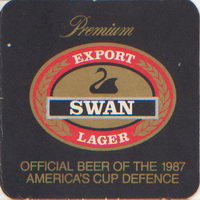 Premium
EXPORT
SWAN
LAGER
OFFICIAL BEER OF THE 1987
AMERICA'S CUP DEFENCE